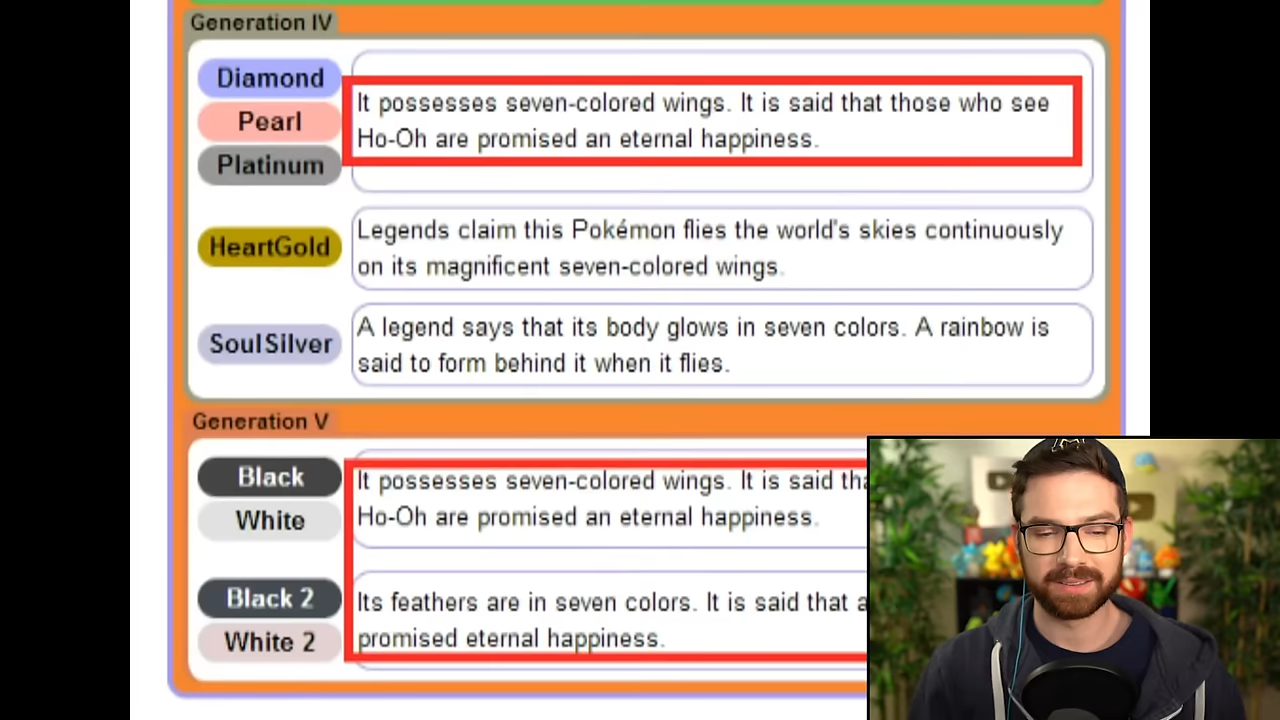 Generation IV
Diamond
Pearl
Platinum
It possesses seven-colored wings. It is said that those who see
Ho-Oh are promised an eternal happiness.
HeartGold
Legends claim this Pokémon flies the world's skies continuously
on its magnificent seven-colored wings.
SoulSilver
A legend says that its body glows in seven colors. A rainbow is
said to form behind it when it flies.
Generation V
Black
White
It possesses seven-colored wings. It is said
Ho-Oh are promised an eternal happiness.
Black 2
White 2
Its feathers are in seven colors. It is said that
promised eternal happiness.